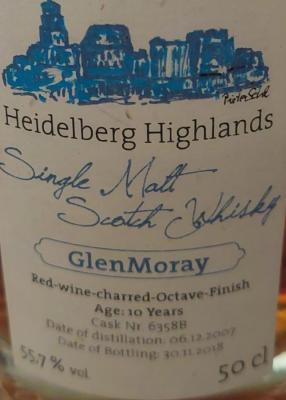 Heidelberg Highlands
Single Malt
Scotch Whisky
GlenMoray
Red-wine-charred-Octave-Finish
Age: 10 Years
Cask Nr. 6358B
Date of distillation: 06.12.2007
Date of Bottling: 30.11.2018
55.7 % vol
50 cl